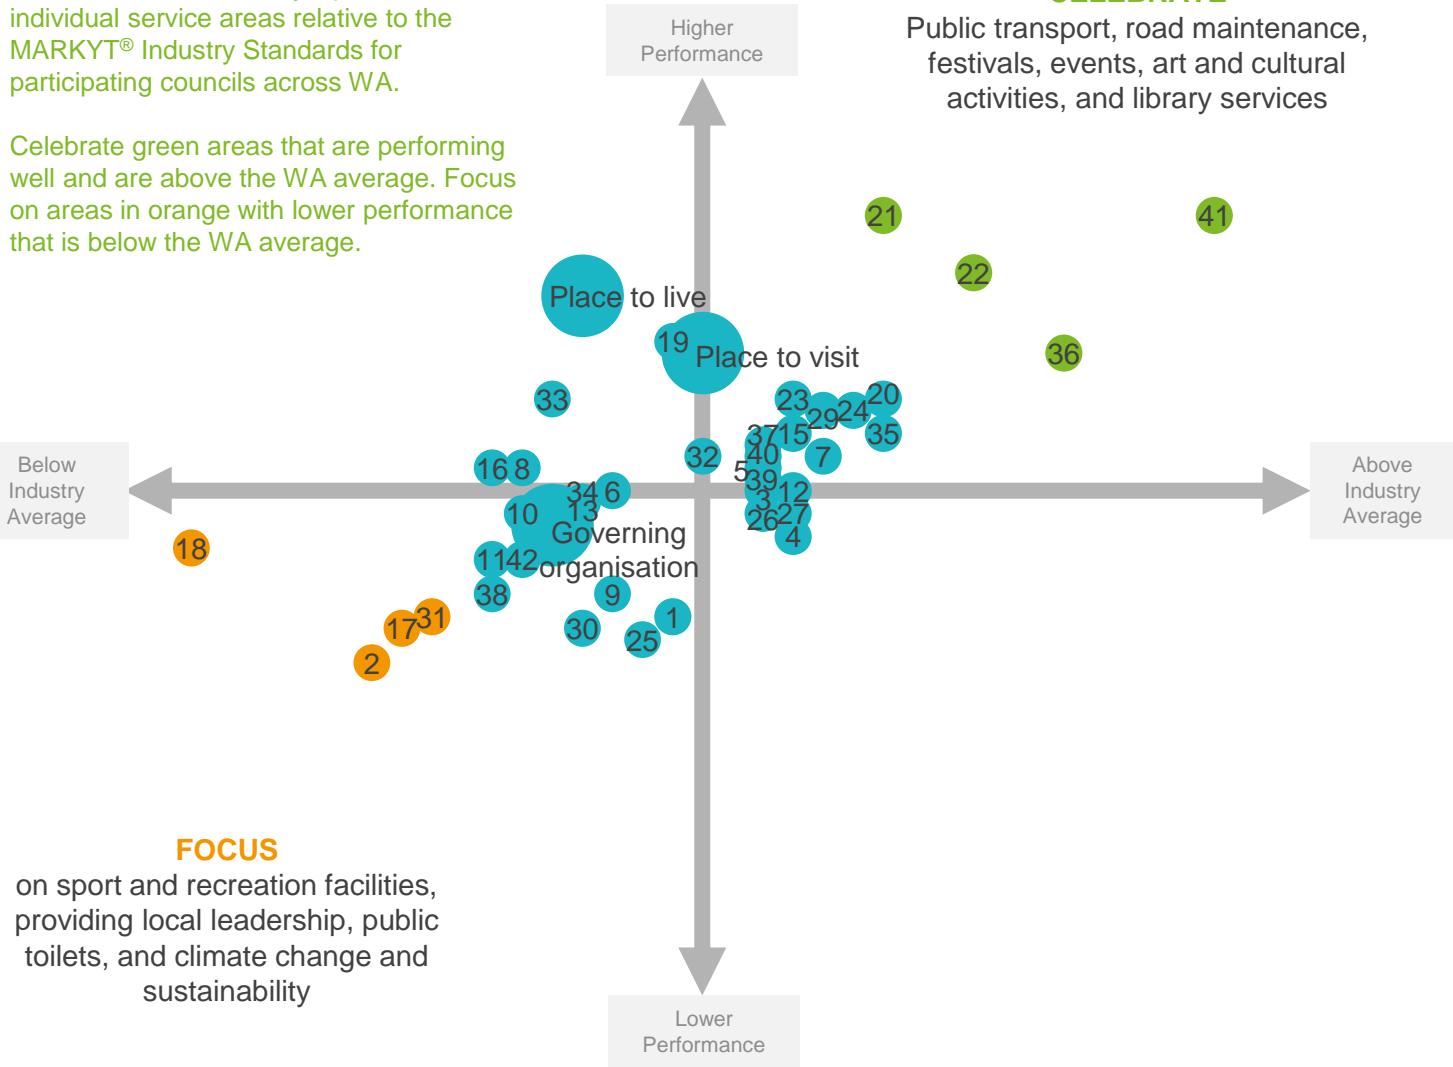 individual service areas relative to the
MARKYT® Industry Standards for
participating councils across WA.
Celebrate green areas that are performing
well and are above the WA average. Focus
on areas in orange with lower performance
that is below the WA average.
Higher
Performance
Public transport, road maintenance,
festivals, events, art and cultural
activities, and library services
21
41
22
Place to live
19
Place to visit
36
33
23
29
24
20
37
15
35
32
40
7
5
16
8
39
34
6
3
12
10
13
26
27
4
Governing
organisation
Below
Industry
Average
Above
Industry
Average
18
11
42
38
9
1
30
25
31
17
2
FOCUS
on sport and recreation facilities,
providing local leadership, public
toilets, and climate change and
sustainability
Lower
Performance